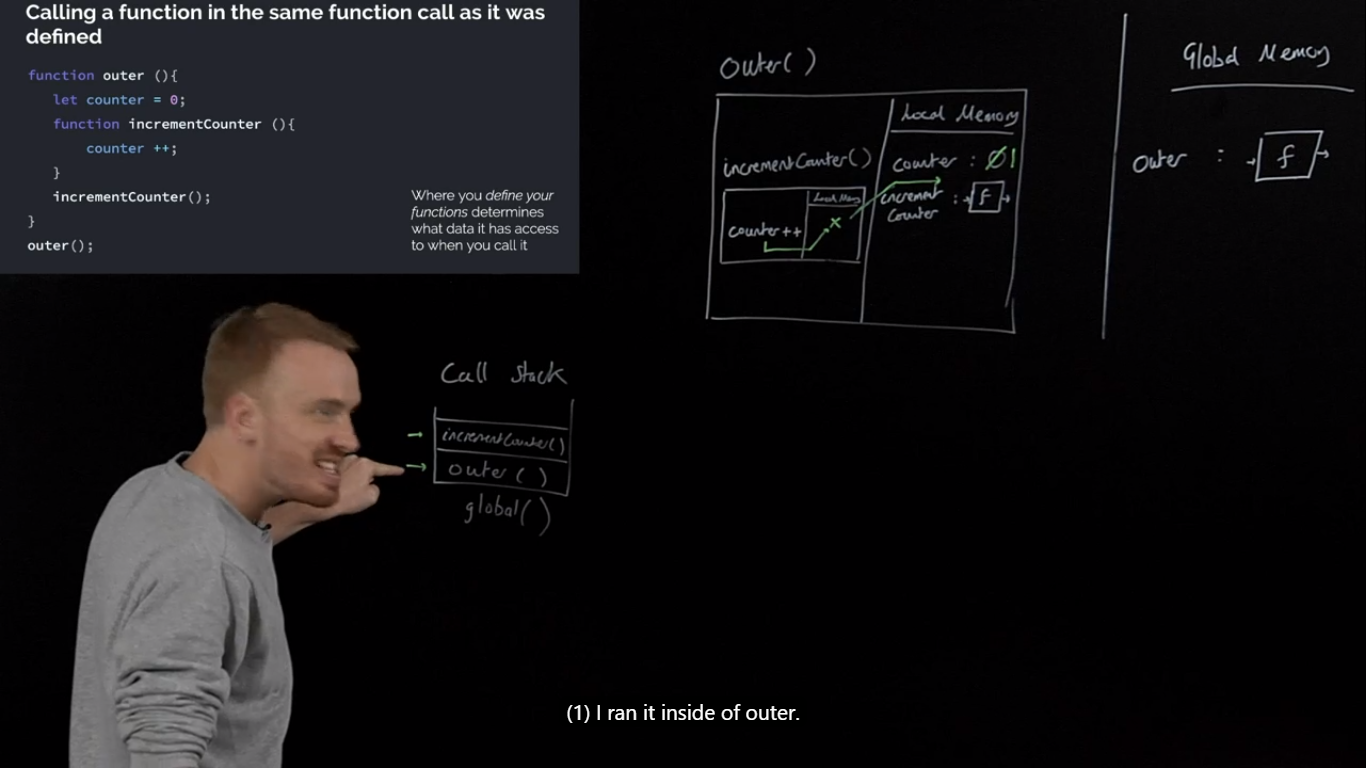 Calling a function in the same function call as it was
defined
function outer (){
let counter = 0;
function incrementCounter (){
counter ++;
}
incrementCounter();
}
outer();
Where you define your
functions determines
what data it has access
to when you call it
Outer( )
Local Memory
incrementCounter( )
counter : 0 1
Local Mem
increment : f
Counter
counter++
Global Memory
Outer : f
Call Stack
incrementCounter()
outer ( )
global( )
(1) I ran it inside of outer.